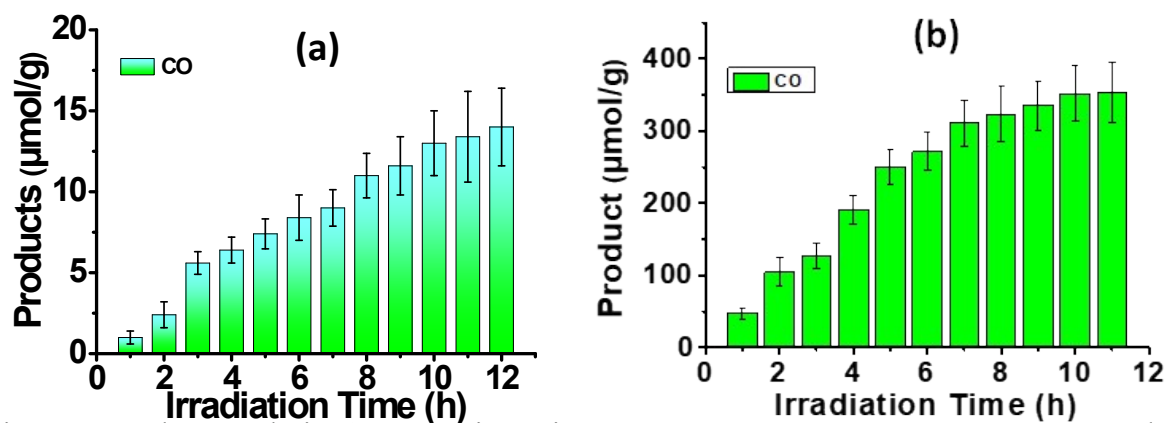 (a)
CO
Products (µmol/g)
20
15
10
5
0
0 2 4 6 8 10 12
Irradiation Time (h)
(b)
CO
Product (µmol/g)
400
300
200
100
0
0 2 4 6 8 10 12
Irradiation Time (h)